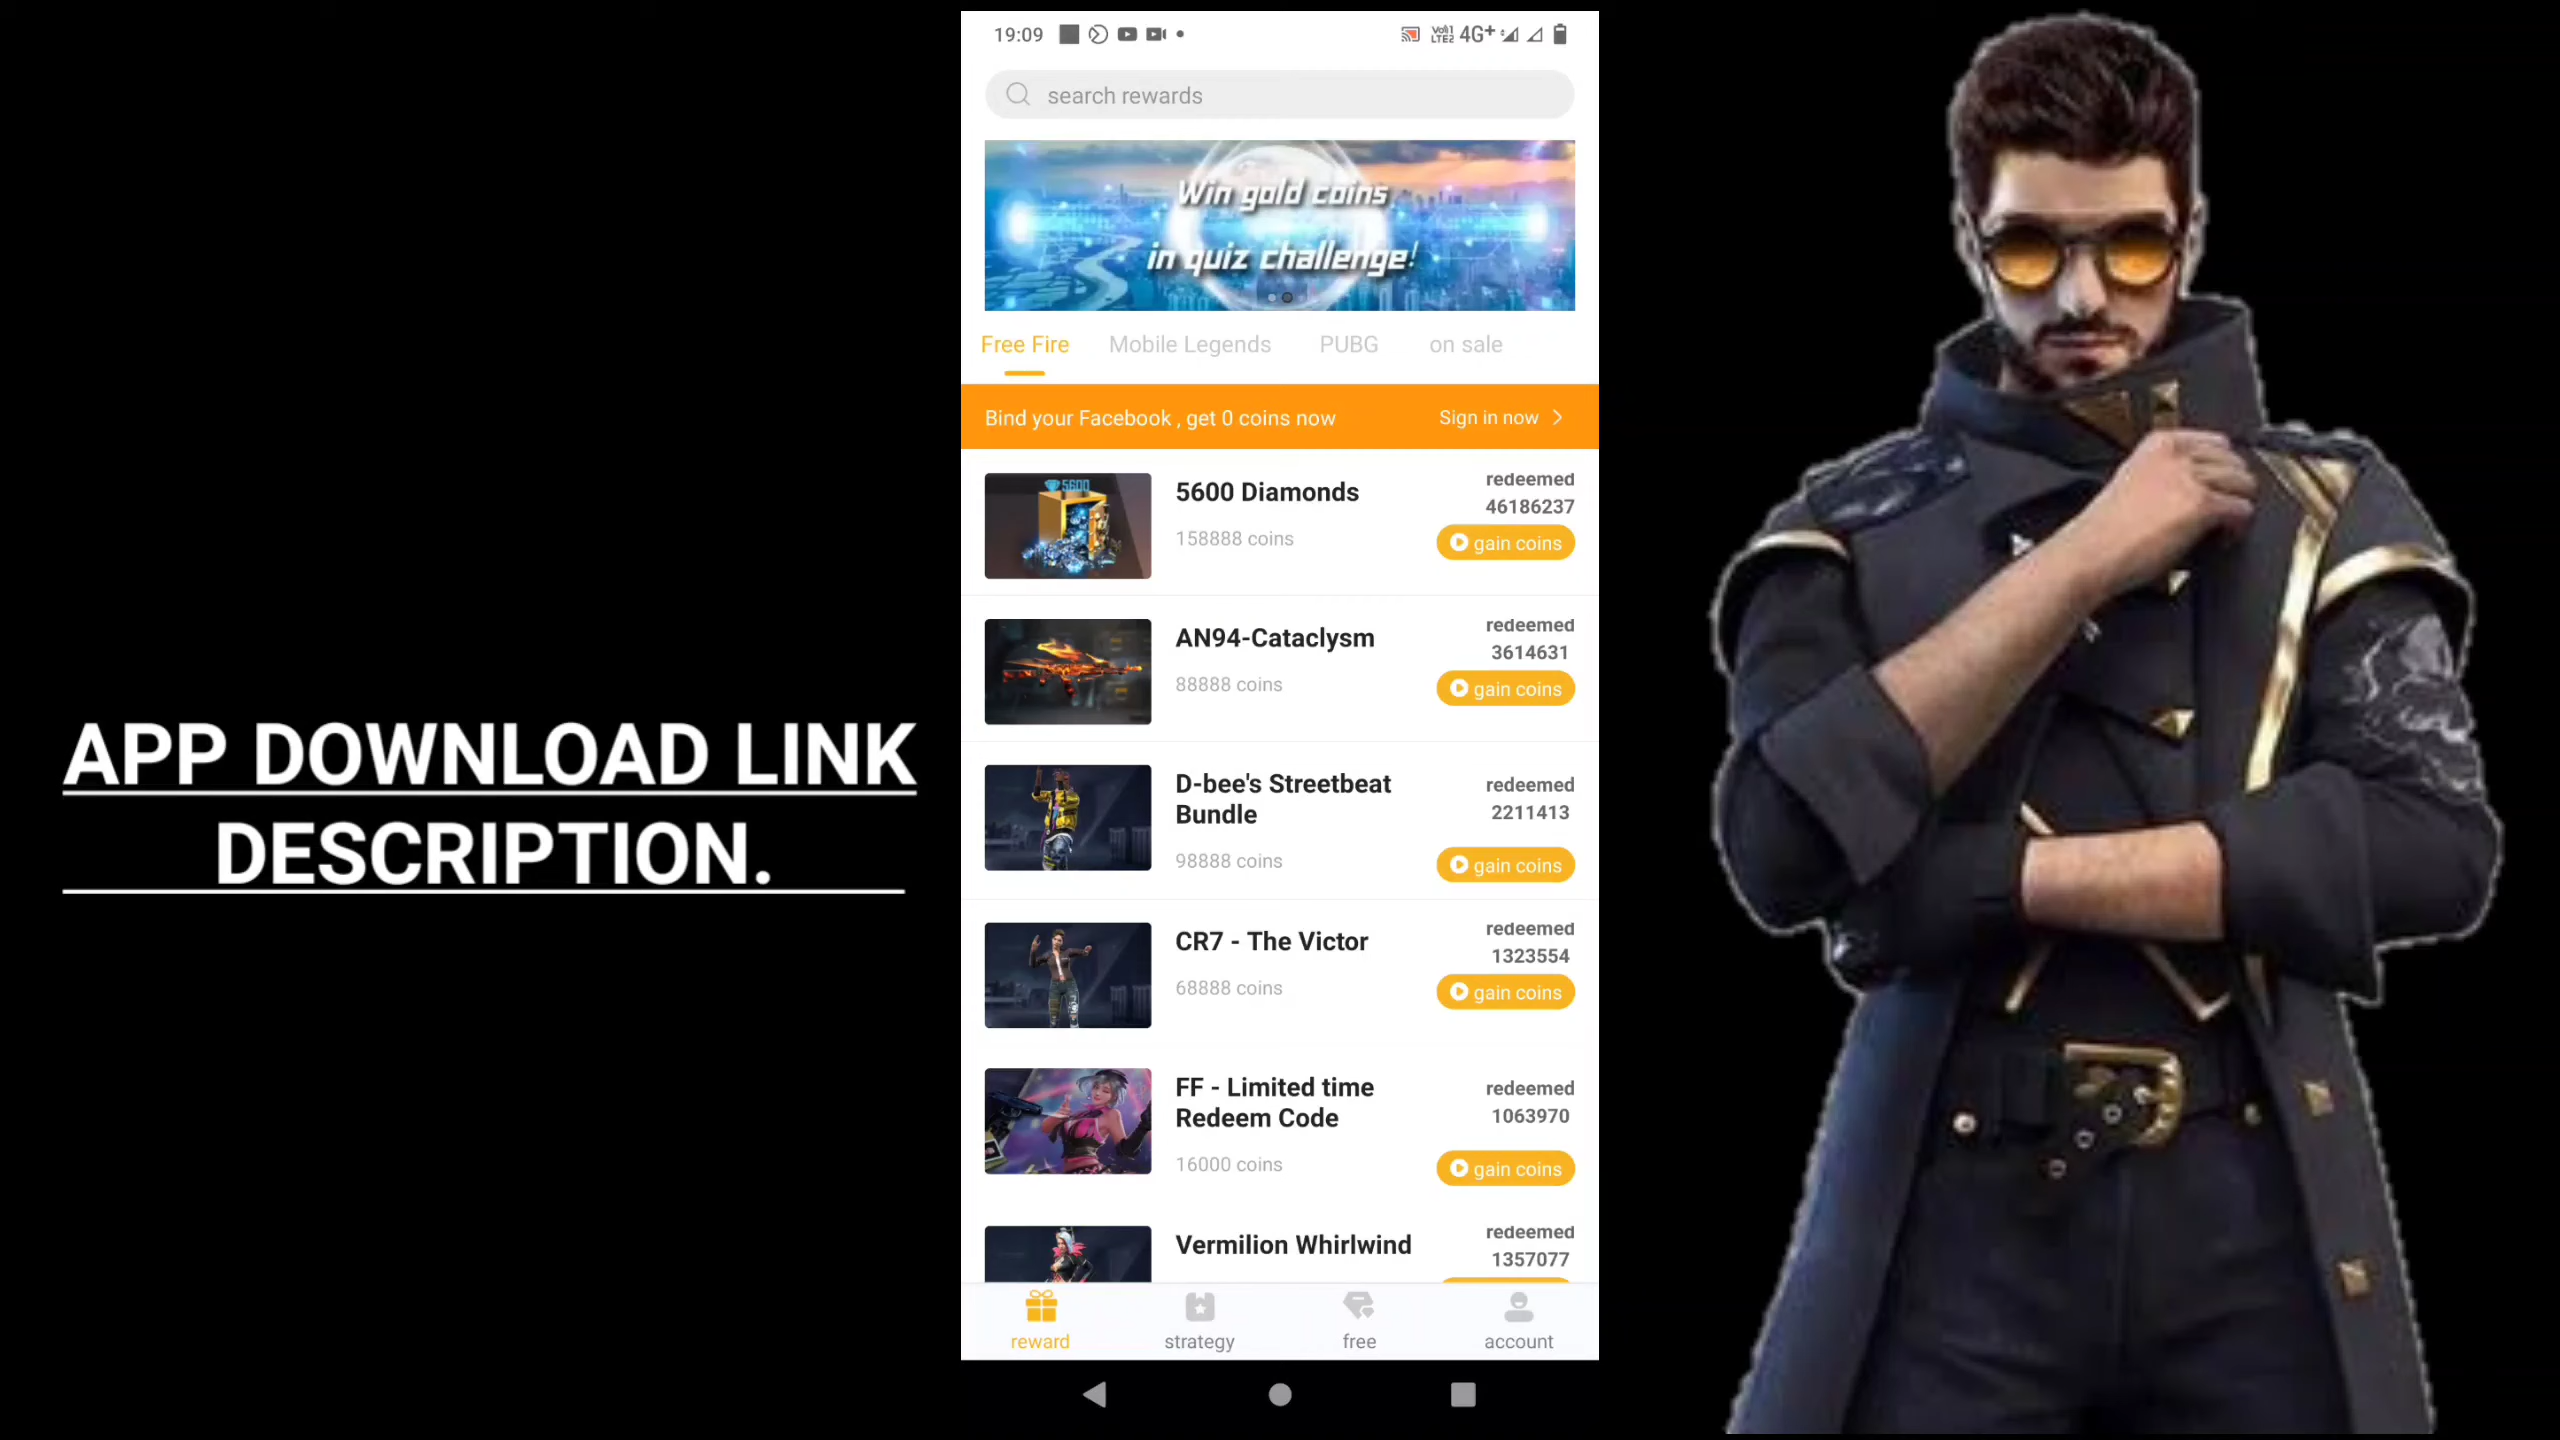 APP DOWNLOAD LINK
DESCRIPTION.
19:09
4G+
search rewards
Win gold coins
in quiz challenge!
Free Fire Mobile Legends PUBG on sale
Bind your Facebook , get 0 coins now Sign in now
5600
5600 Diamonds
158888 coins
redeemed
46186237
gain coins
AN94-Cataclysm
88888 coins
redeemed
3614631
gain coins
D-bee's Streetbeat
Bundle
98888 coins
redeemed
2211413
gain coins
CR7 - The Victor
68888 coins
redeemed
1323554
gain coins
FF - Limited time
Redeem Code
16000 coins
redeemed
1063970
gain coins
Vermilion Whirlwind
redeemed
1357077
reward strategy free account